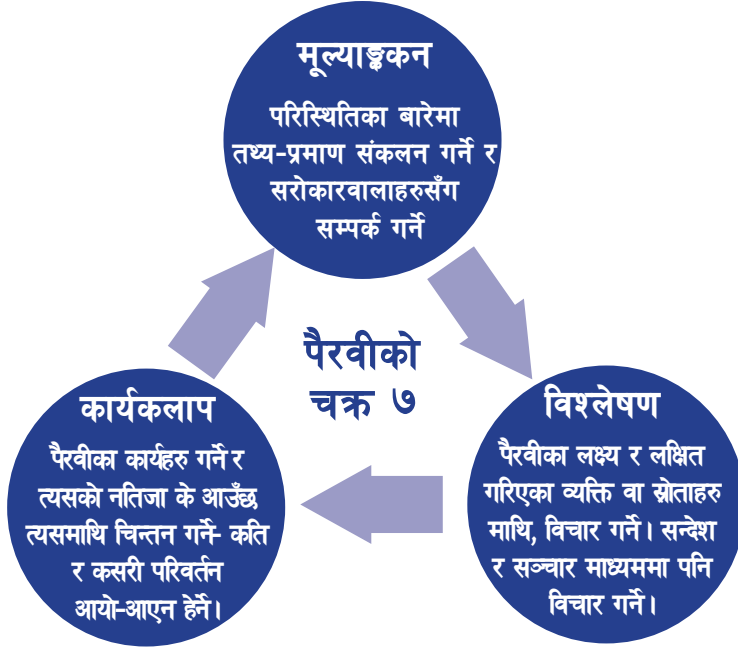 मूल्याङ्कन
परिस्थितिका बारेमा
तथ्य-प्रमाण संकलन गर्ने र
सरोकारवालाहरुसँग
सम्पर्क गर्ने
पैरवीको
चक्र ७
विश्लेषण
पैरवीका लक्ष्य र लक्षित
गरिएका व्यक्ति वा स्रोताहरु
माथि, विचार गर्ने। सन्देश
र सञ्चार माध्यममा पनि
विचार गर्ने।
कार्यकलाप
पैरवीका कार्यहरु गर्ने र
त्यसको नतिजा के आउँछ
त्यसमाथि चिन्तन गर्ने- कति
र कसरी परिवर्तन
आयो-आएन हेर्ने।